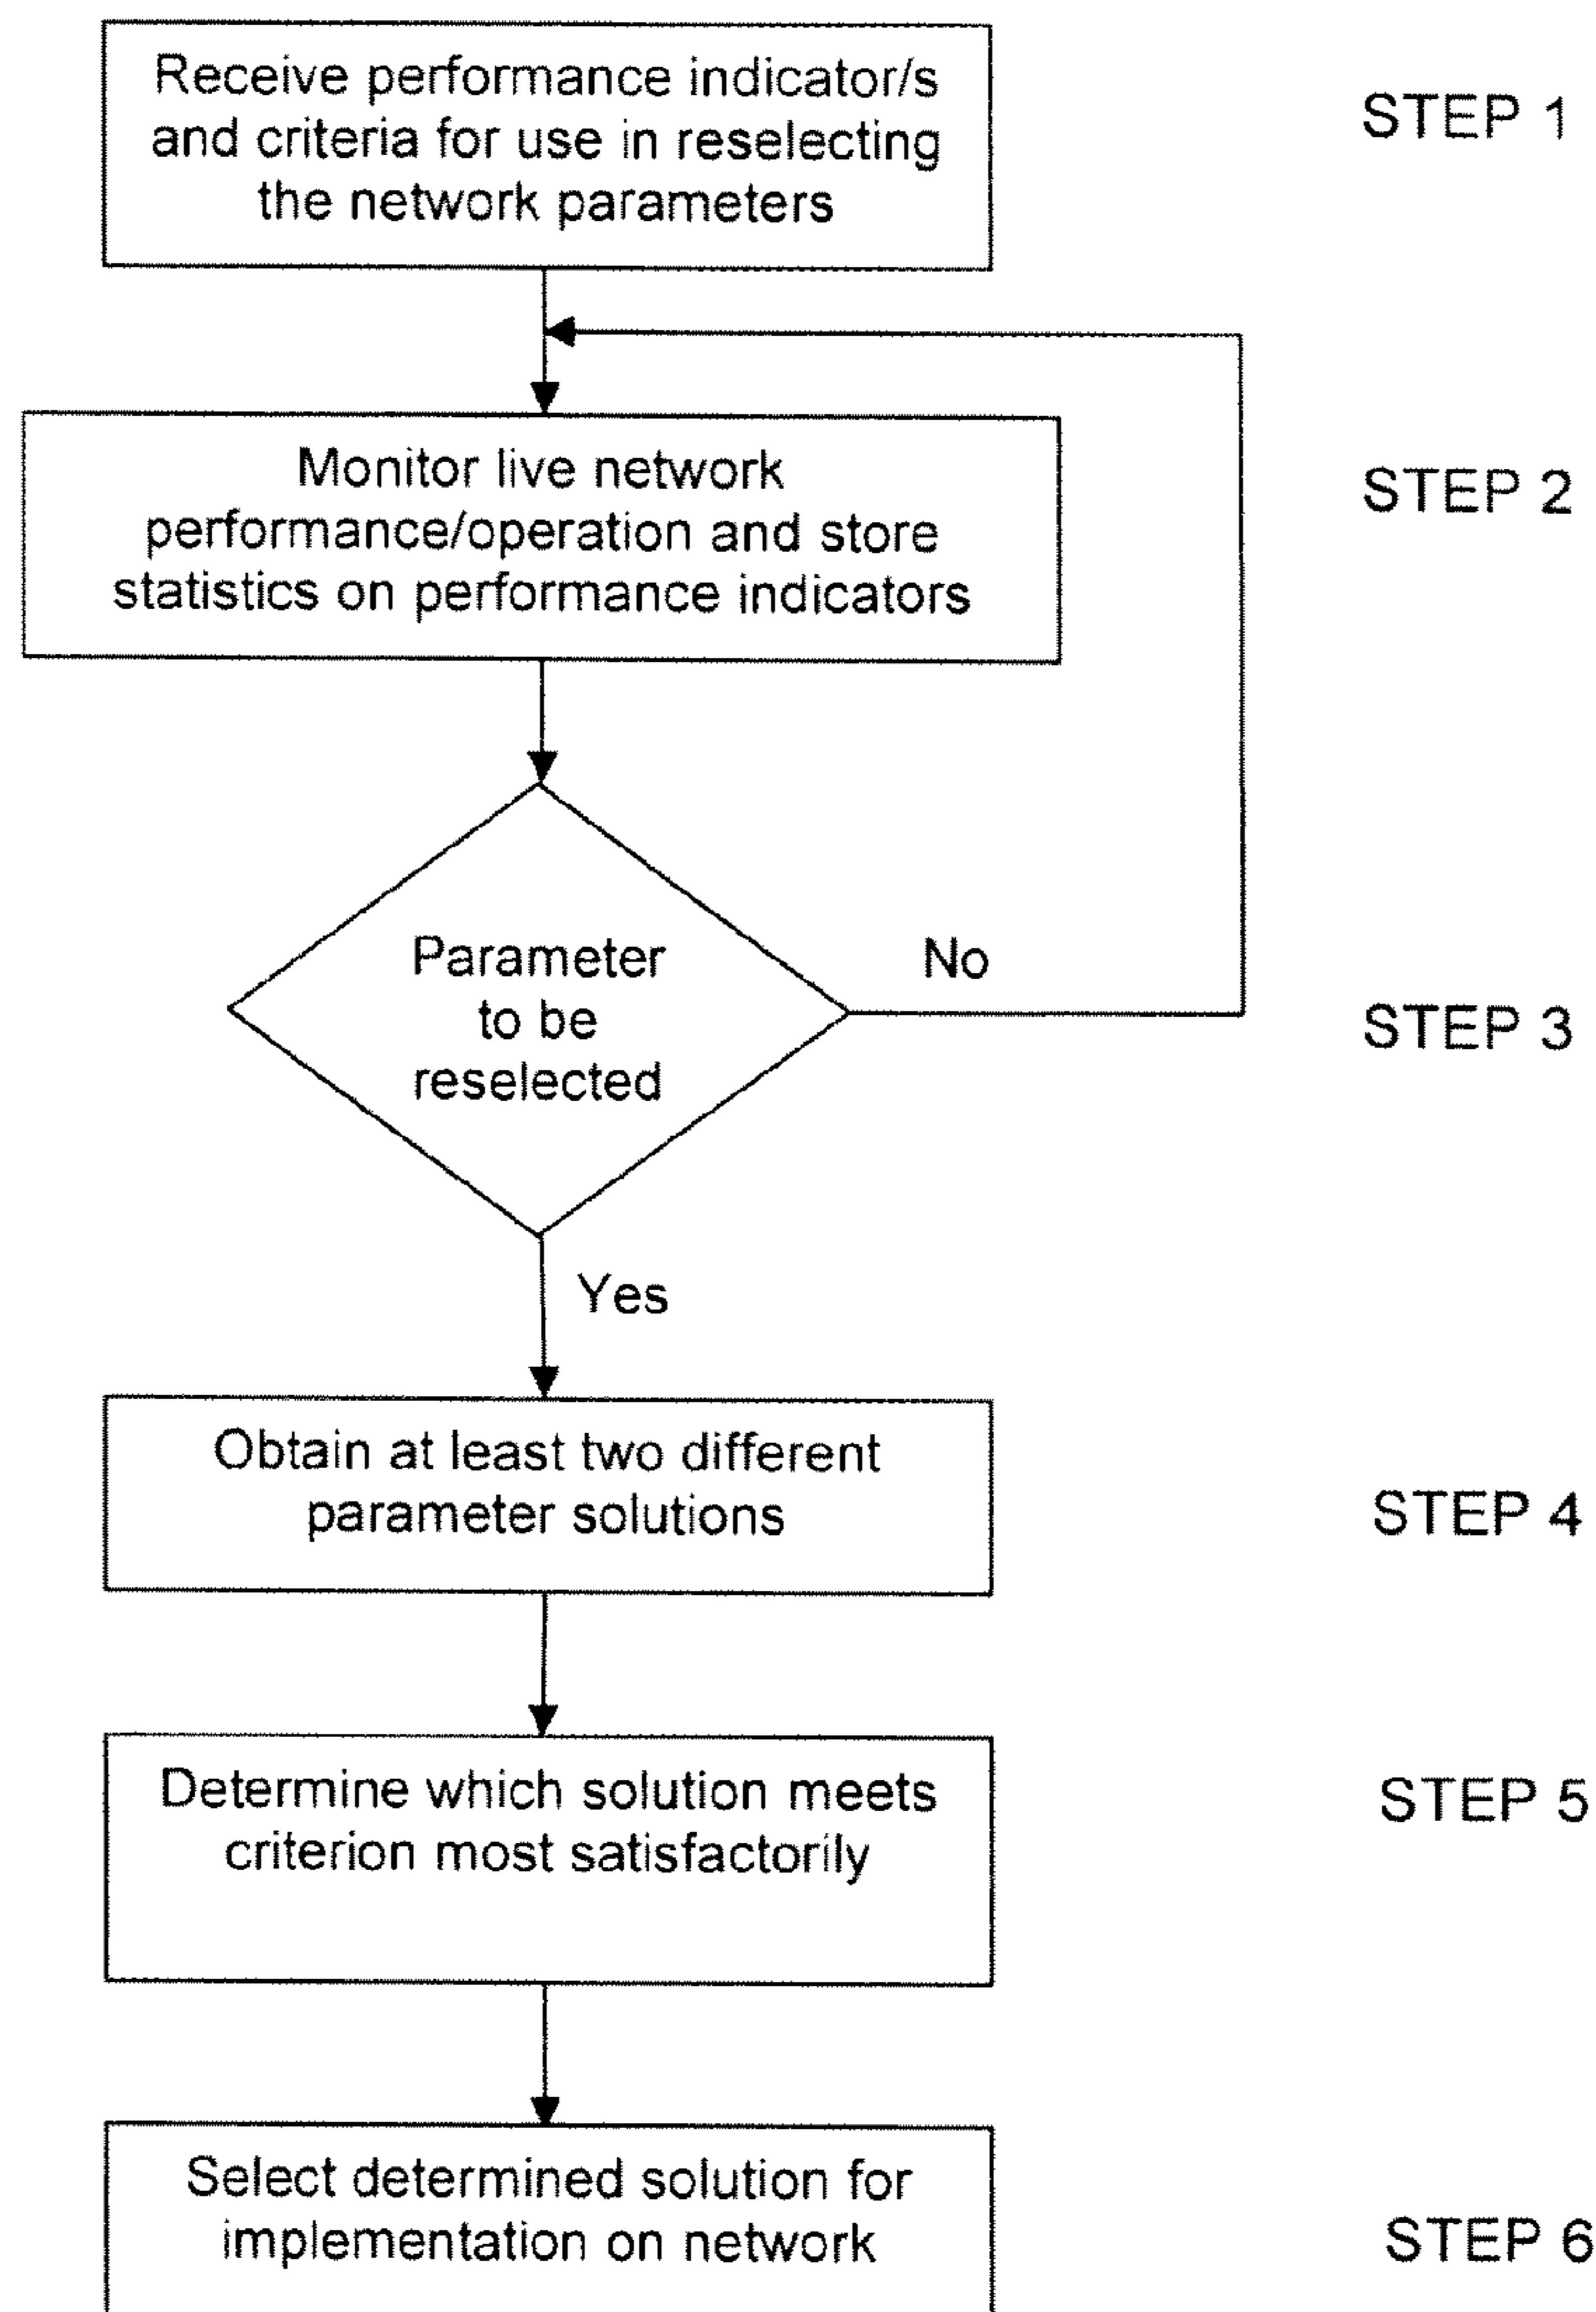 Receive performance indicator/s
and criteria for use in reselecting
the network parameters
STEP 1
Monitor live network
performance/operation and store
statistics on performance indicators
STEP 2
Parameter
to be
reselected
No
STEP 3
Yes
Obtain at least two different
parameter solutions
STEP 4
Determine which solution meets
criterion most satisfactorily
STEP 5
Select determined solution for
implementation on network
STEP 6